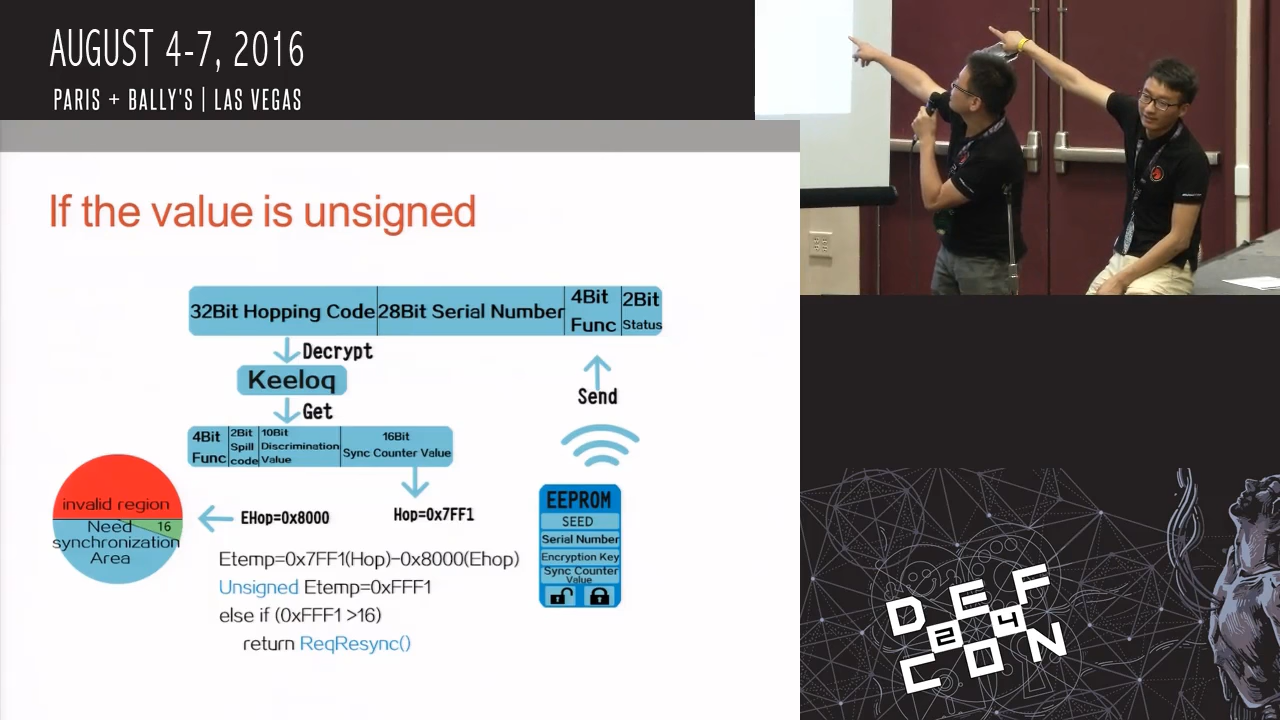 AUGUST 4-7, 2016
PARIS + BALLY'S | LAS VEGAS
If the value is unsigned
32Bit Hopping Code
28Bit Serial Number
4Bit
Func
2Bit
Status
Decrypt
Keeloq
Get
Send
4Bit
Func
2Bit
Spill
code
10Bit
Discrimination
Value
16Bit
Sync Counter Value
invalid region
Need
synchronization
Area
16
EHop=0x8000
Hop=0x7FF1
EEPROM
SEED
Serial Number
Encryption Key
Sync Counter
Value
Etemp=0x7FF1(Hop)-0x8000(Ehop)
Unsigned Etemp=0xFFF1
else if (0xFFF1 >16)
return ReqResync()
DEF
24
CON